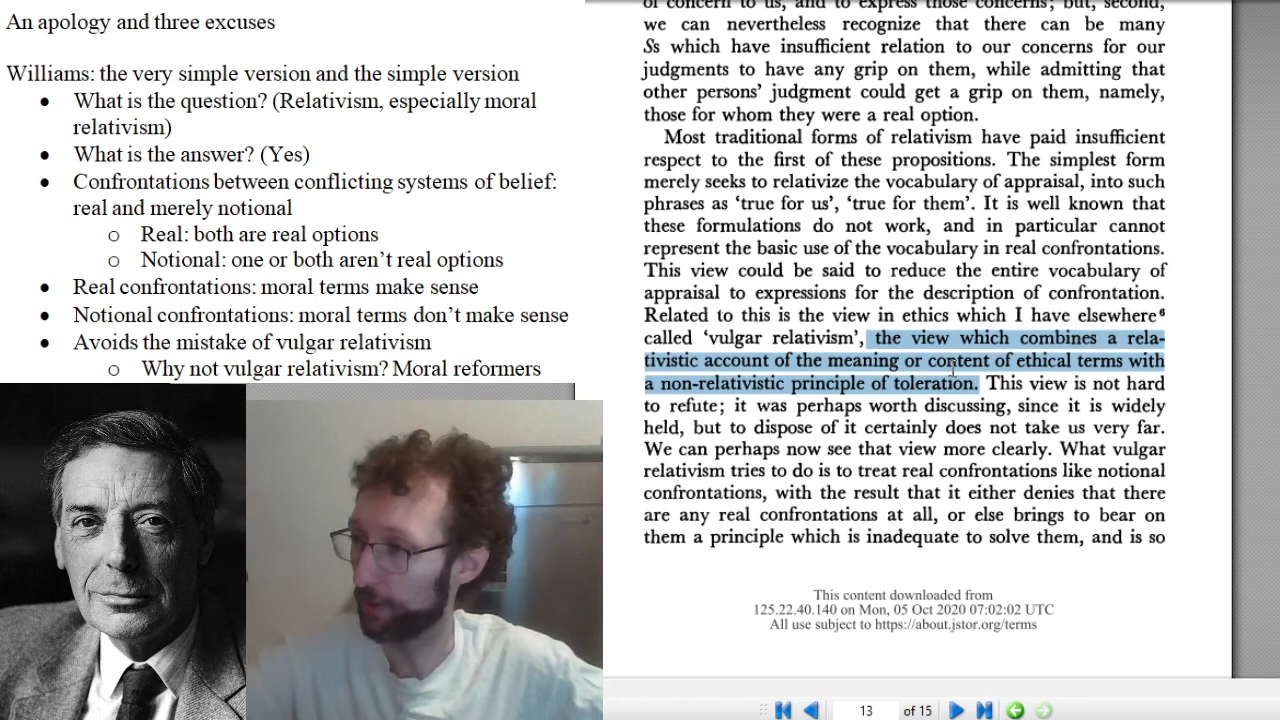 An apology and three excuses
Williams: the very simple version and the simple version
• What is the question? (Relativism, especially moral
relativism)
• What is the answer? (Yes)
• Confrontations between conflicting systems of belief:
real and merely notional
o Real: both are real options
o Notional: one or both aren’t real options
• Real confrontations: moral terms make sense
• Notional confrontations: moral terms don’t make sense
• Avoids the mistake of vulgar relativism
o Why not vulgar relativism? Moral reformers
of concern to us, and to express those concerns; but, second,
we can nevertheless recognize that there can be many
Ss which have insufficient relation to our concerns for our
judgments to have any grip on them, while admitting that
other persons’ judgment could get a grip on them, namely,
those for whom they were a real option.
Most traditional forms of relativism have paid insufficient
respect to the first of these propositions. The simplest form
merely seeks to relativize the vocabulary of appraisal, into such
phrases as ‘true for us’, ‘true for them’. It is well known that
these formulations do not work, and in particular cannot
represent the basic use of the vocabulary in real confrontations.
This view could be said to reduce the entire vocabulary of
appraisal to expressions for the description of confrontation.
Related to this is the view in ethics which I have elsewhere⁶
called ‘vulgar relativism’, the view which combines a rela-
tivistic account of the meaning or content of ethical terms with
a non-relativistic principle of toleration. This view is not hard
to refute; it was perhaps worth discussing, since it is widely
held, but to dispose of it certainly does not take us very far.
We can perhaps now see that view more clearly. What vulgar
relativism tries to do is to treat real confrontations like notional
confrontations, with the result that it either denies that there
are any real confrontations at all, or else brings to bear on
them a principle which is inadequate to solve them, and is so
This content downloaded from
125.22.40.140 on Mon, 05 Oct 2020 07:02:02 UTC
All use subject to https://about.jstor.org/terms
13 of 15